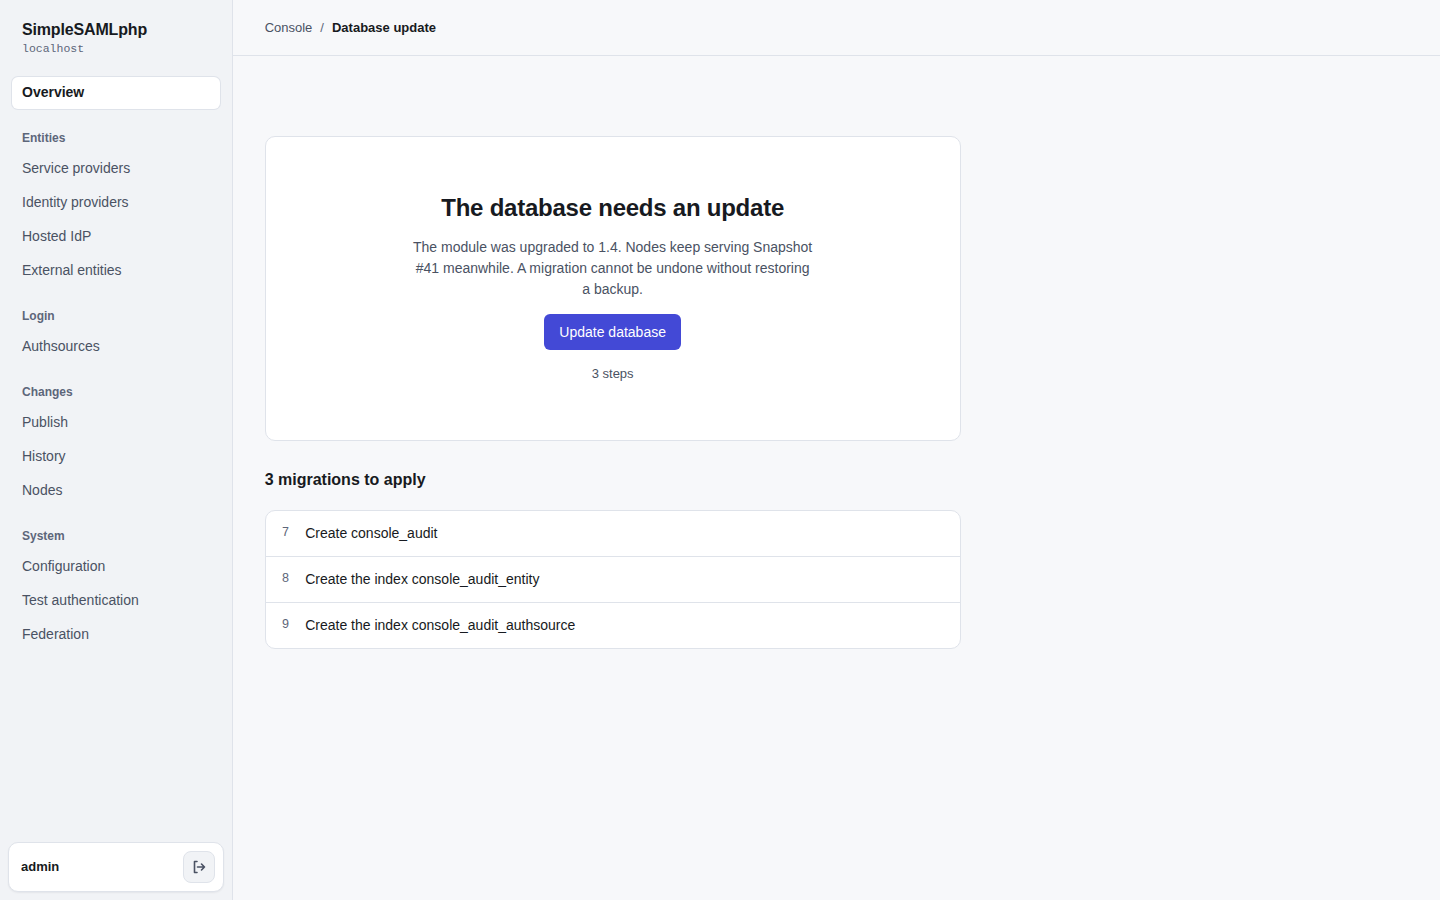 SimpleSAMLphp
localhost
Overview
Entities
Service providers
Identity providers
Hosted IdP
External entities
Login
Authsources
Changes
Publish
History
Nodes
System
Configuration
Test authentication
Federation
admin
Console / Database update
The database needs an update
The module was upgraded to 1.4. Nodes keep serving Snapshot
#41 meanwhile. A migration cannot be undone without restoring
a backup.
Update database
3 steps
3 migrations to apply
7 Create console_audit
8 Create the index console_audit_entity
9 Create the index console_audit_authsource